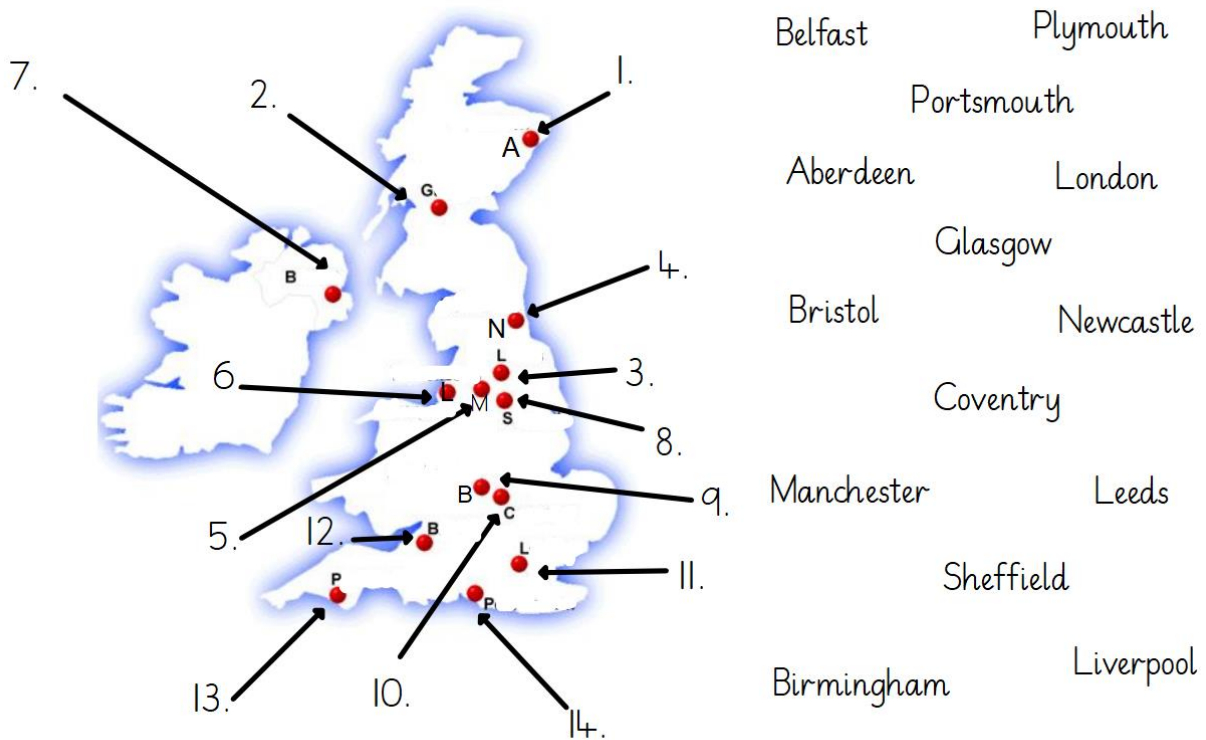 Belfast
Plymouth
Portsmouth
Aberdeen
London
Glasgow
Bristol
Newcastle
Coventry
Manchester
Leeds
Sheffield
Birmingham
Liverpool
7.
2.
1.
A
G.
B
4.
N
L
3.
6
L
M
S
8.
B
C
9.
5.
12.
B
L
11.
P
P
13.
10.
14.